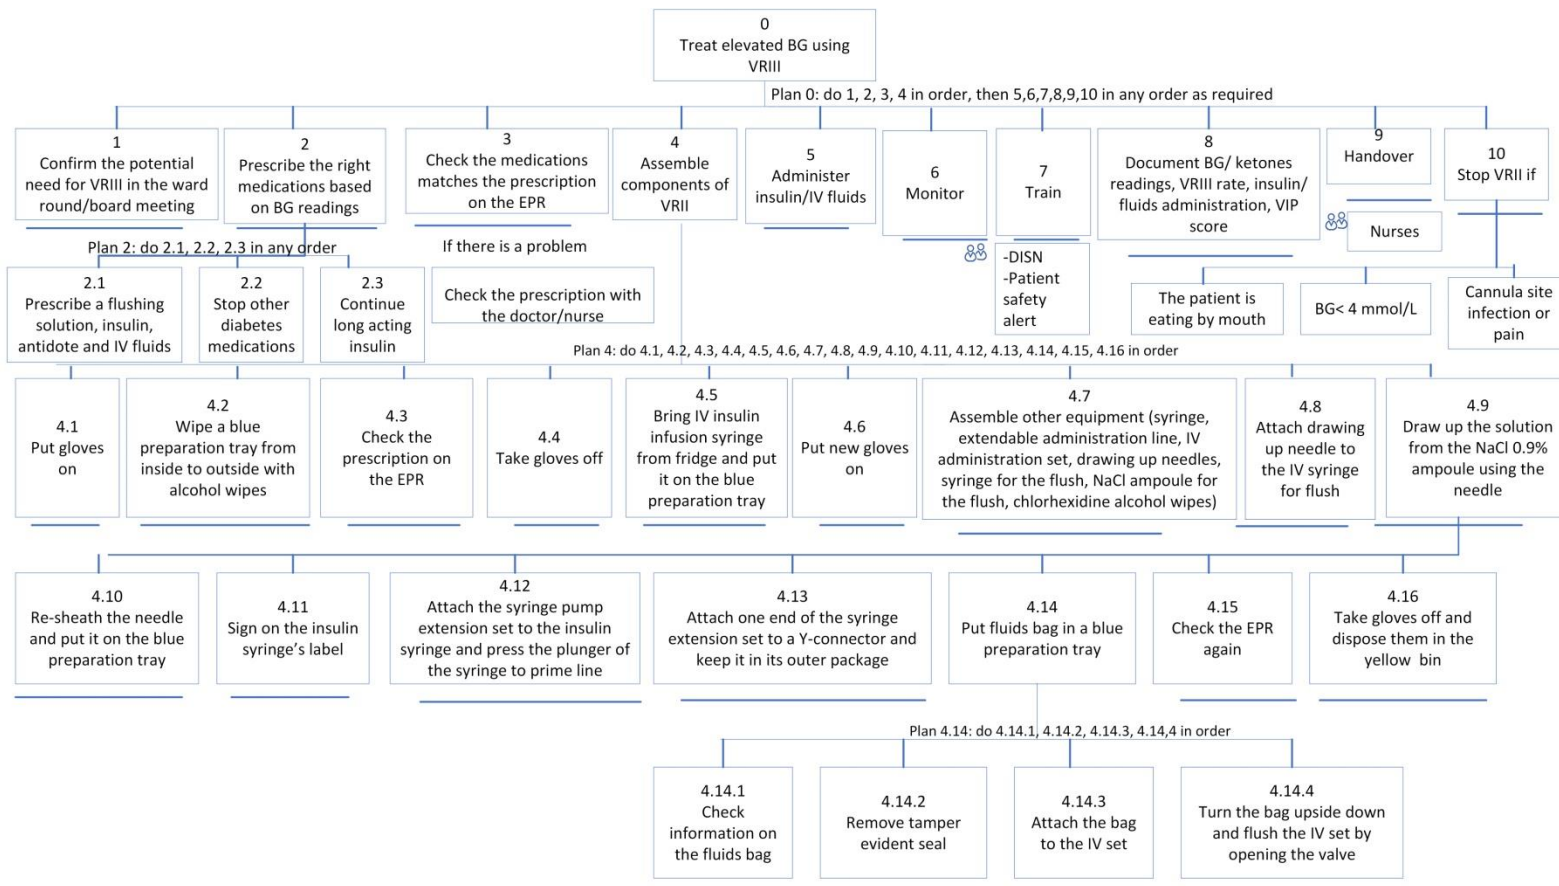 0
Treat elevated BG using
VRIII
Plan 0: do 1, 2, 3, 4 in order, then 5,6,7,8,9,10 in any order as required
1
Confirm the potential
need for VRIII in the ward
round/board meeting
2
Prescribe the right
medications based
on BG readings
3
Check the medications
matches the prescription
on the EPR
4
Assemble
components of
VRII
5
Administer
insulin/IV fluids
6
Monitor
7
Train
8
Document BG/ ketones
readings, VRIII rate, insulin/
fluids administration, VIP
score
9
Handover
10
Stop VRII if
Plan 2: do 2.1, 2.2, 2.3 in any order
If there is a problem
Check the prescription with
the doctor/nurse
-DISN
-Patient
safety
alert
Nurses
2.1
Prescribe a flushing
solution, insulin,
antidote and IV fluids
2.2
Stop other
diabetes
medications
2.3
Continue
long acting
insulin
The patient is
eating by mouth
BG< 4 mmol/L
Cannula site
infection or
pain
Plan 4: do 4.1, 4.2, 4.3, 4.4, 4.5, 4.6, 4.7, 4.8, 4.9, 4.10, 4.11, 4.12, 4.13, 4.14, 4.15, 4.16 in order
4.1
Put gloves
on
4.2
Wipe a blue
preparation tray from
inside to outside with
alcohol wipes
4.3
Check the
prescription on
the EPR
4.4
Take gloves off
4.5
Bring IV insulin
infusion syringe
from fridge and put
it on the blue
preparation tray
4.6
Put new gloves
on
4.7
Assemble other equipment (syringe,
extendable administration line, IV
administration set, drawing up needles,
syringe for the flush, NaCl ampoule for
the flush, chlorhexidine alcohol wipes)
4.8
Attach drawing
up needle to
the IV syringe
for flush
4.9
Draw up the solution
from the NaCl 0.9%
ampoule using the
needle
4.10
Re-sheath the needle
and put it on the blue
preparation tray
4.11
Sign on the insulin
syringe’s label
4.12
Attach the syringe pump
extension set to the insulin
syringe and press the plunger of
the syringe to prime line
4.13
Attach one end of the syringe
extension set to a Y-connector and
keep it in its outer package
4.14
Put fluids bag in a blue
preparation tray
4.15
Check the EPR
again
4.16
Take gloves off and
dispose them in the
yellow bin
Plan 4.14: do 4.14.1, 4.14.2, 4.14.3, 4.14,4 in order
4.14.1
Check
information on
the fluids bag
4.14.2
Remove tamper
evident seal
4.14.3
Attach the bag
to the IV set
4.14.4
Turn the bag upside down
and flush the IV set by
opening the valve